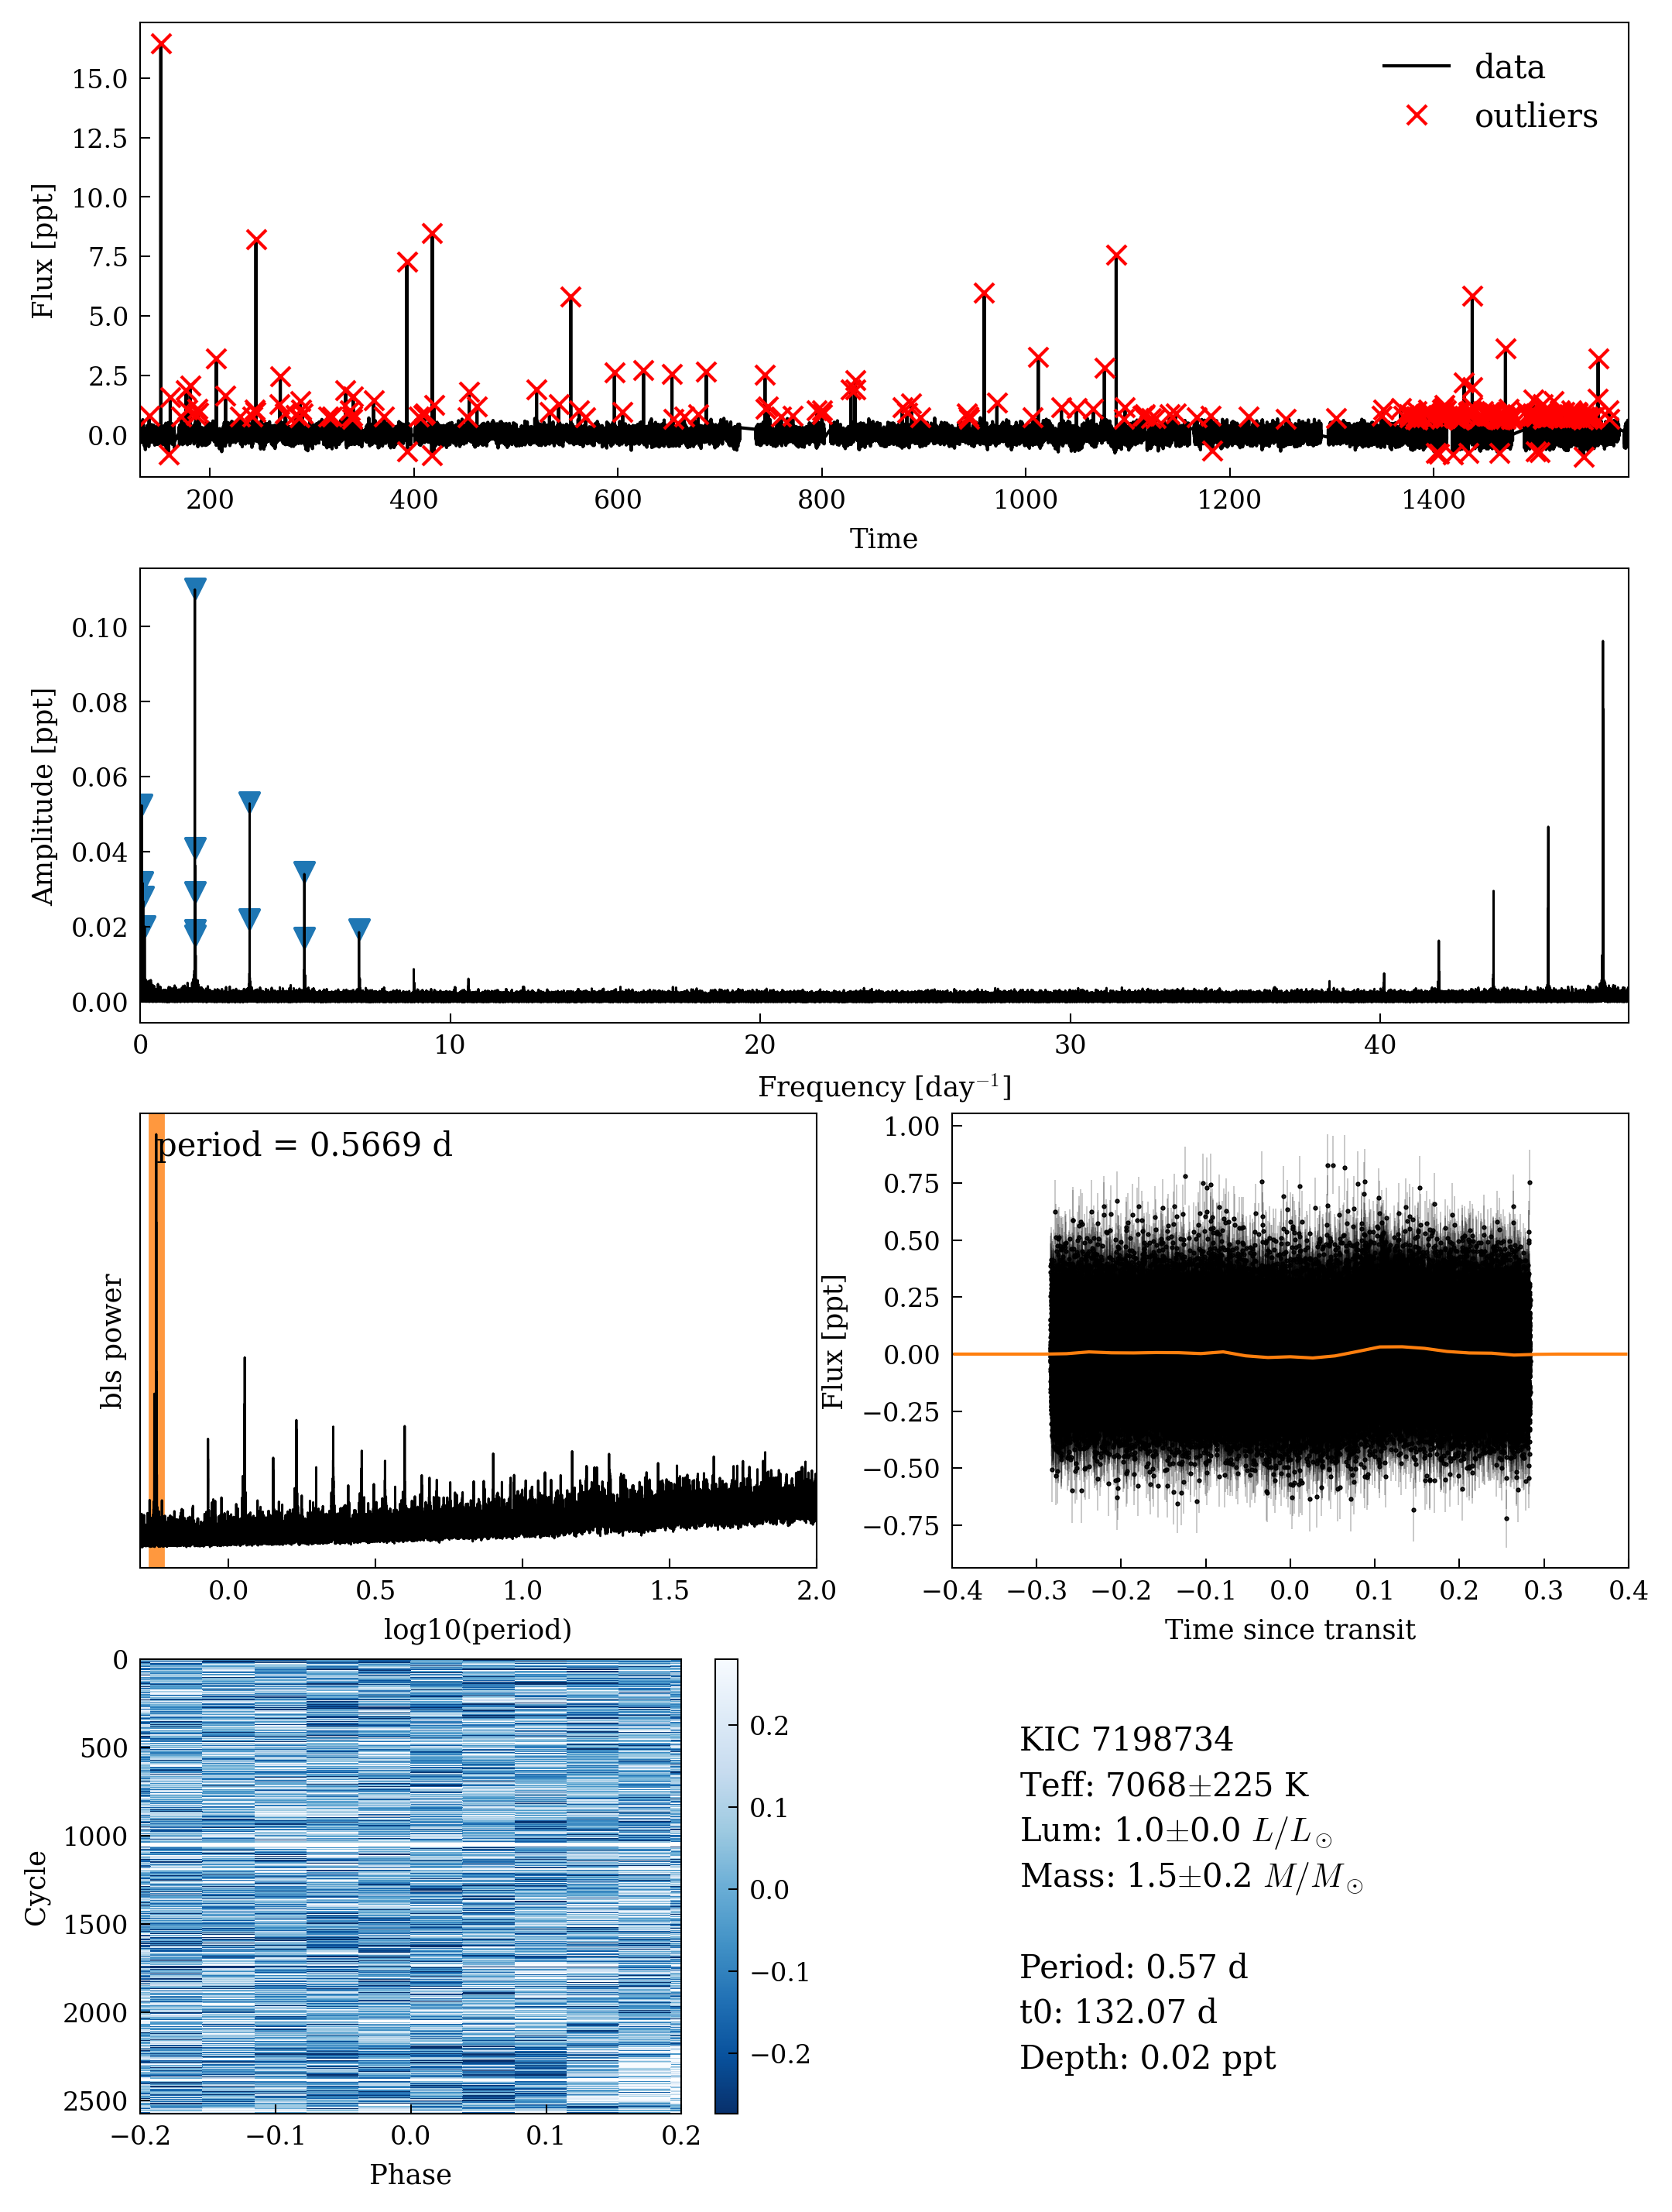 data
outliers
15.0
12.5
10.0
7.5
5.0
2.5
0.0
Flux [ppt]
200 400 600 800 1000 1200 1400
Time
0.10
0.08
0.06
0.04
0.02
0.00
Amplitude [ppt]
0 10 20 30 40
Frequency [day⁻¹]
period = 0.5669 d
bls power
0.0 0.5 1.0 1.5 2.0
log10(period)
1.00
0.75
0.50
0.25
0.00
−0.25
−0.50
−0.75
Flux [ppt]
−0.4 −0.3 −0.2 −0.1 0.0 0.1 0.2 0.3 0.4
Time since transit
0
500
1000
1500
2000
2500
Cycle
−0.2 −0.1 0.0 0.1 0.2
Phase
0.2
0.1
0.0
−0.1
−0.2
KIC 7198734
Teff: 7068±225 K
Lum: 1.0±0.0 L/L⊙
Mass: 1.5±0.2 M/M⊙
Period: 0.57 d
t0: 132.07 d
Depth: 0.02 ppt